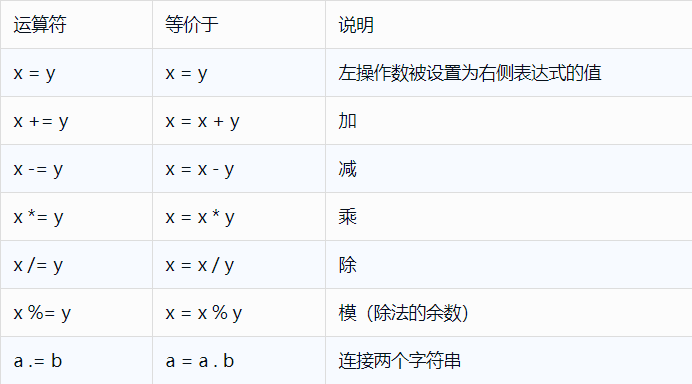 运算符 等价于 说明
x = y x = y 左操作数被设置为右侧表达式的值
x += y x = x + y 加
x -= y x = x - y 减
x *= y x = x * y 乘
x /= y x = x / y 除
x %= y x = x % y 模（除法的余数）
a .= b a = a . b 连接两个字符串